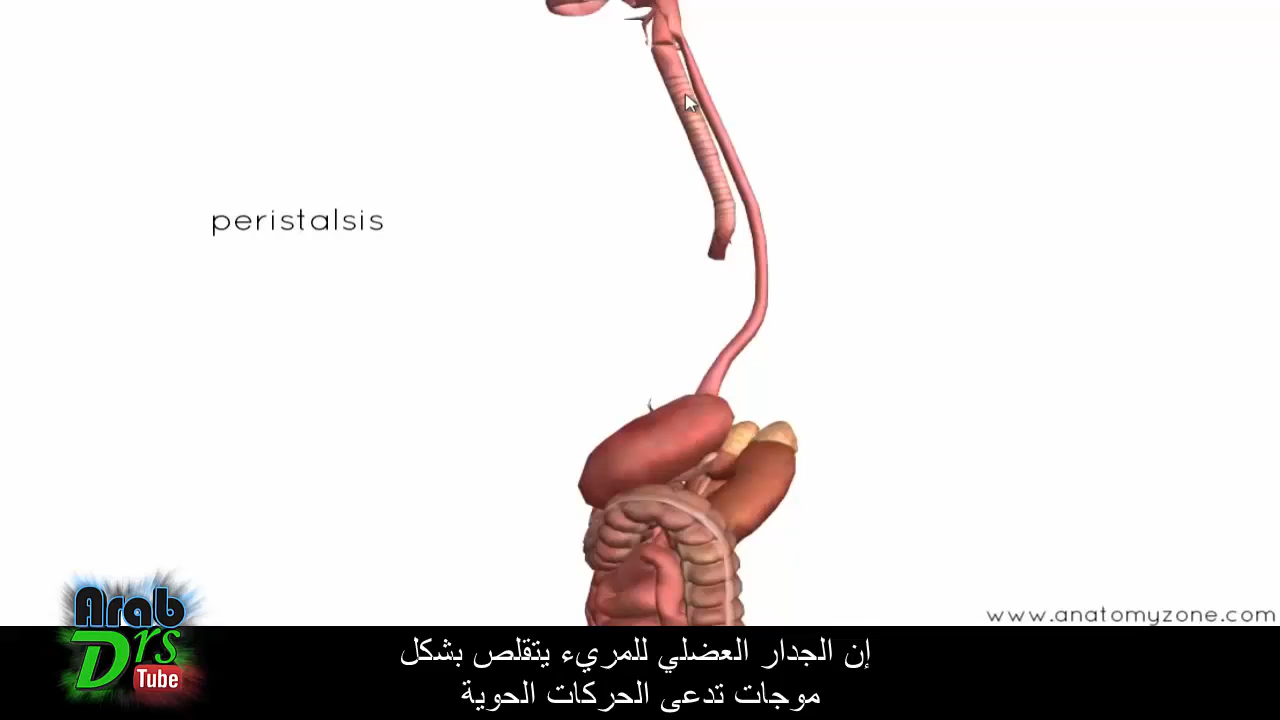 peristalsis
www.anatomyzone.com
Arab
Drs
Tube
إن الجدار العضلي للمريء يتقلص بشكل
موجات تدعى الحركات الحوية